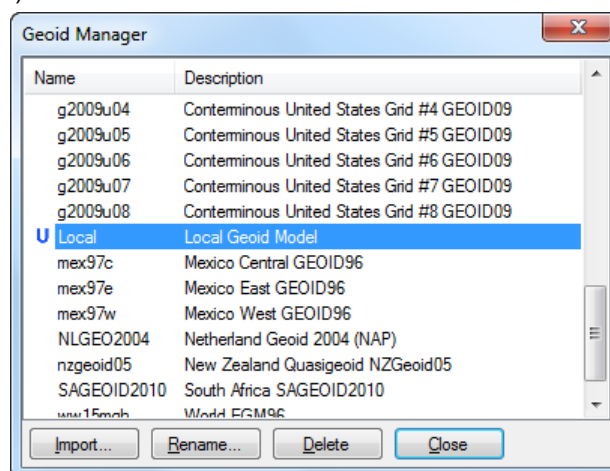 Geoid Manager
Name Description
g2009u04 Conterminous United States Grid #4 GEOID09
g2009u05 Conterminous United States Grid #5 GEOID09
g2009u06 Conterminous United States Grid #6 GEOID09
g2009u07 Conterminous United States Grid #7 GEOID09
g2009u08 Conterminous United States Grid #8 GEOID09
U Local Local Geoid Model
mex97c Mexico Central GEOID96
mex97e Mexico East GEOID96
mex97w Mexico West GEOID96
NLGEO2004 Netherland Geoid 2004 (NAP)
nzgeoid05 New Zealand Quasigeoid NZGeoid05
SAGEOID2010 South Africa SAGEOID2010
ww15mgh World EGM96
Import... Rename... Delete Close